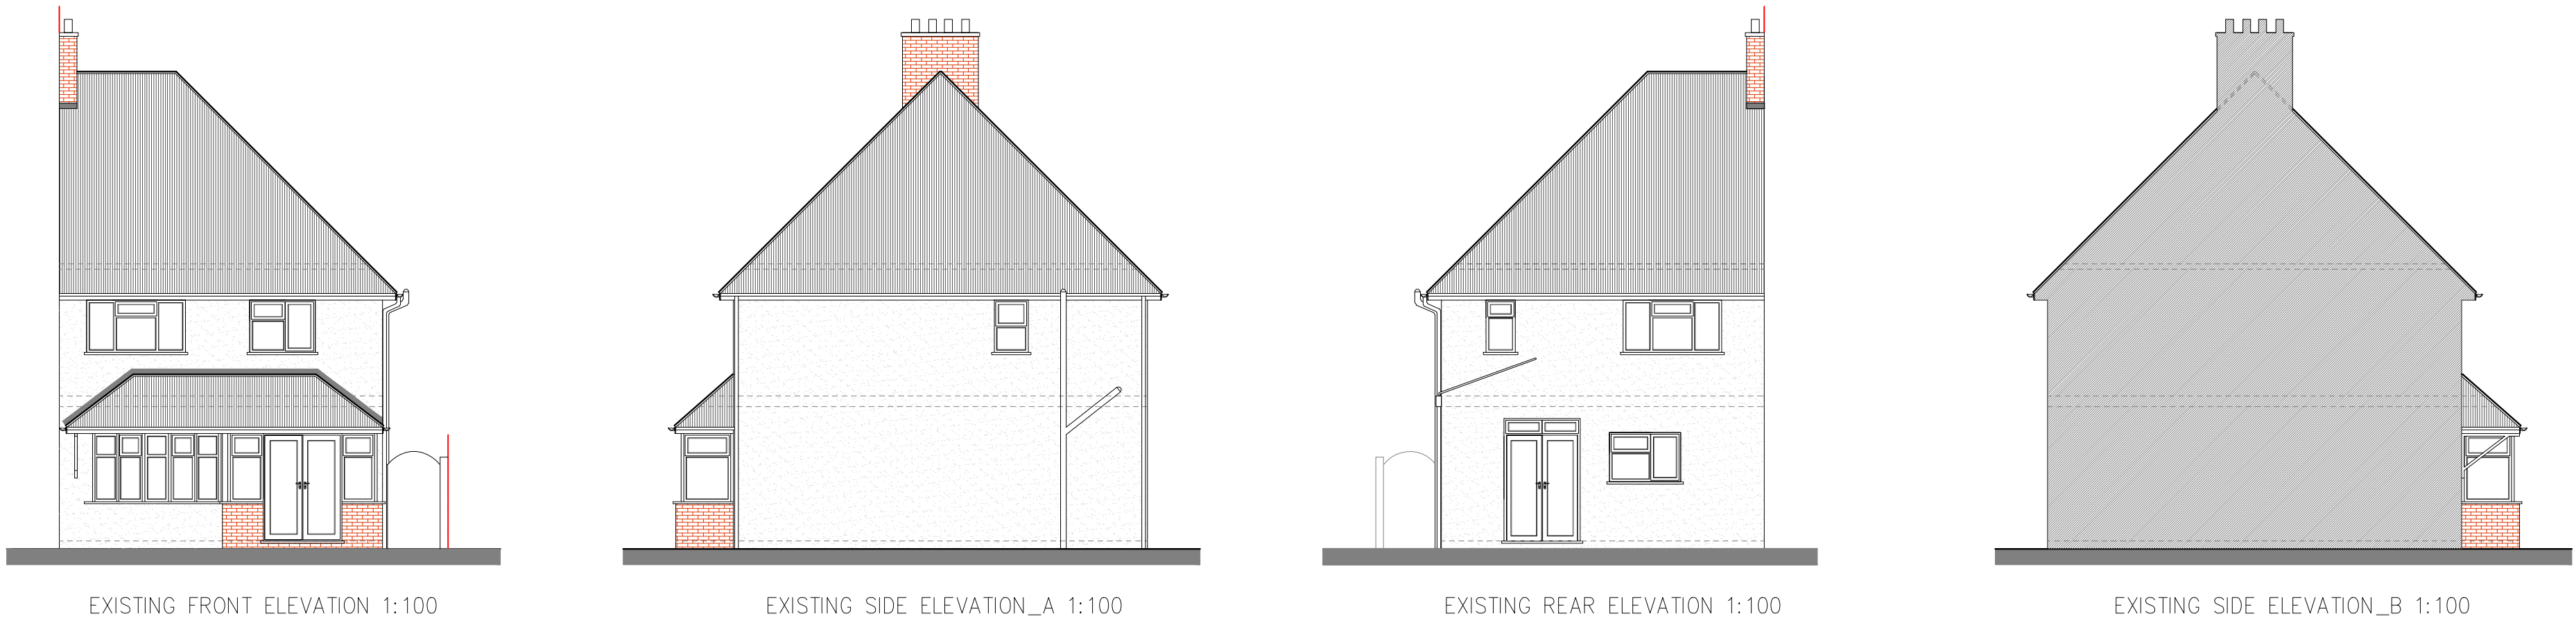 EXISTING FRONT ELEVATION 1:100
EXISTING SIDE ELEVATION_A 1:100
EXISTING REAR ELEVATION 1:100
EXISTING SIDE ELEVATION_B 1:100